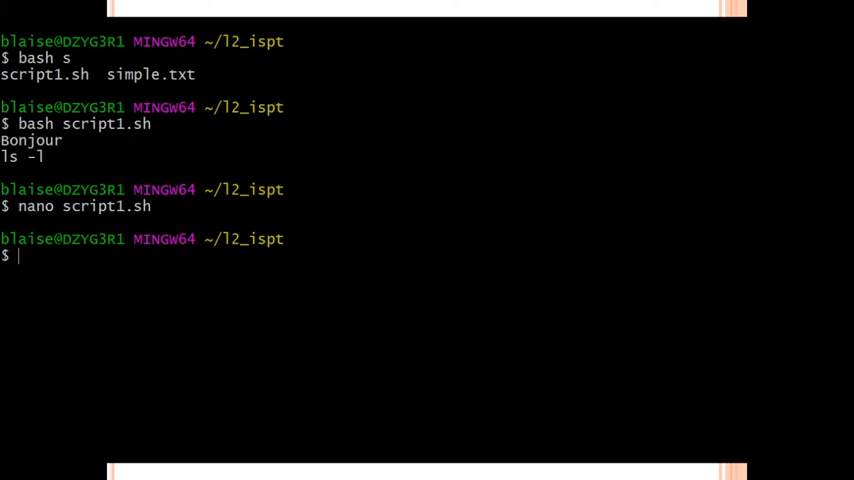 blaise@DZYG3R1 MINGW64 ~/l2_ispt
$ bash s
script1.sh  simple.txt
blaise@DZYG3R1 MINGW64 ~/l2_ispt
$ bash script1.sh
Bonjour
ls -l
blaise@DZYG3R1 MINGW64 ~/l2_ispt
$ nano script1.sh
blaise@DZYG3R1 MINGW64 ~/l2_ispt
$